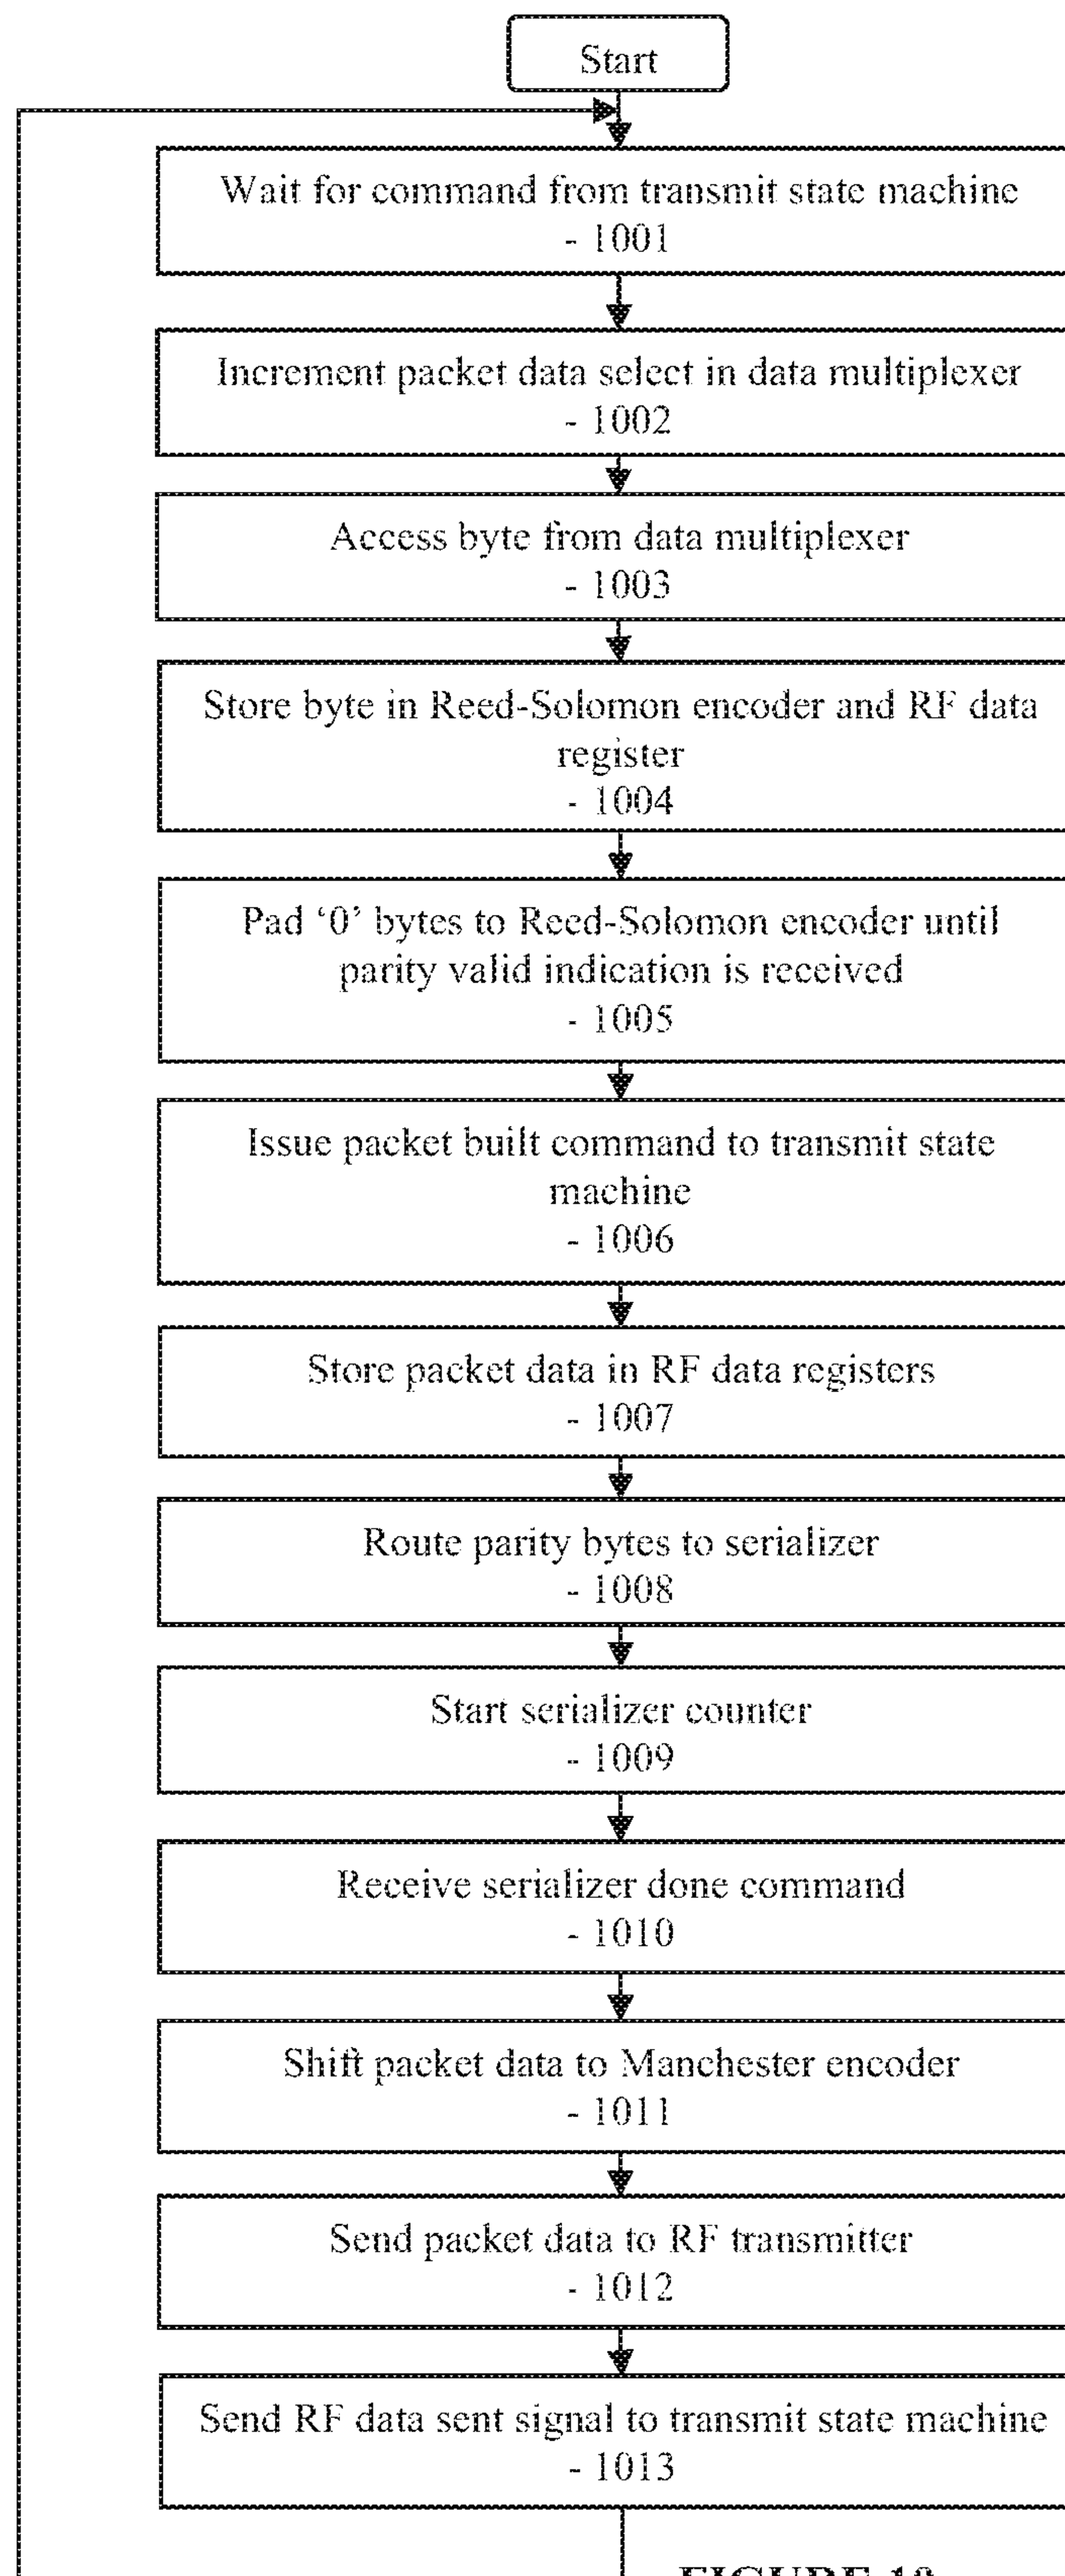 Start
Wait for command from transmit state machine
- 1001
Increment packet data select in data multiplexer
- 1002
Access byte from data multiplexer
- 1003
Store byte in Reed-Solomon encoder and RF data
register
- 1004
Pad ‘0’ bytes to Reed-Solomon encoder until
parity valid indication is received
- 1005
Issue packet built command to transmit state
machine
- 1006
Store packet data in RF data registers
- 1007
Route parity bytes to serializer
- 1008
Start serializer counter
- 1009
Receive serializer done command
- 1010
Shift packet data to Manchester encoder
- 1011
Send packet data to RF transmitter
- 1012
Send RF data sent signal to transmit state machine
- 1013
FIGURE